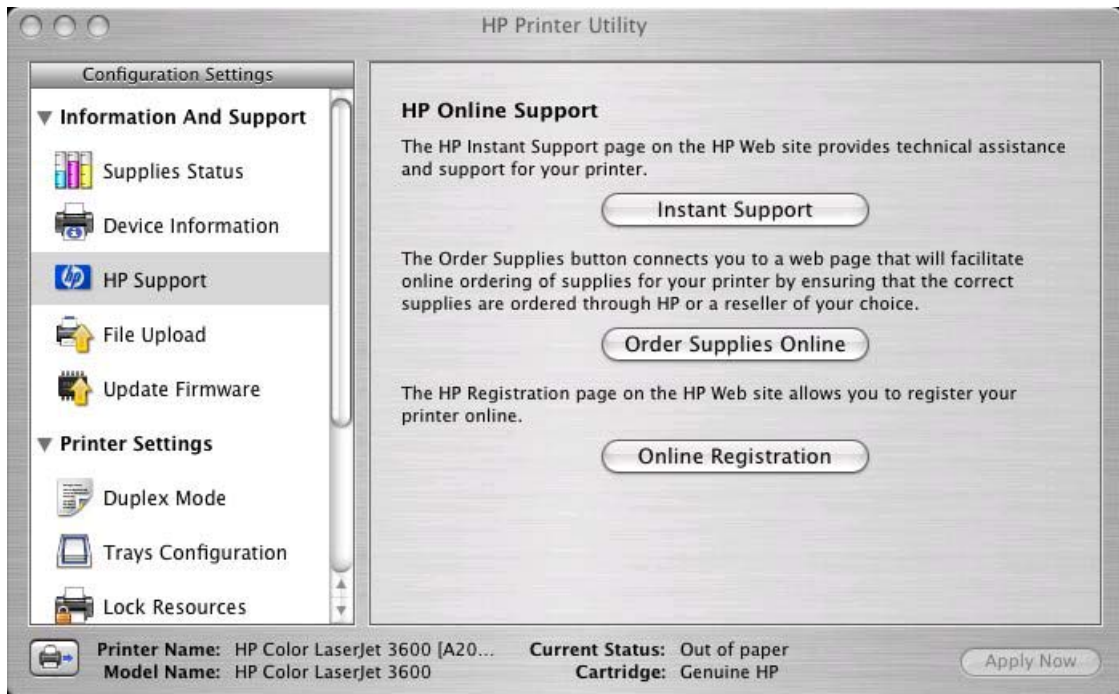 HP Printer Utility
Configuration Settings
Information And Support
Supplies Status
Device Information
hp
HP Support
File Upload
Update Firmware
Printer Settings
Duplex Mode
Trays Configuration
Lock Resources
HP Online Support
The HP Instant Support page on the HP Web site provides technical assistance
and support for your printer.
Instant Support
The Order Supplies button connects you to a web page that will facilitate
online ordering of supplies for your printer by ensuring that the correct
supplies are ordered through HP or a reseller of your choice.
Order Supplies Online
The HP Registration page on the HP Web site allows you to register your
printer online.
Online Registration
Printer Name: HP Color LaserJet 3600 [A20... Current Status: Out of paper
Model Name: HP Color LaserJet 3600 Cartridge: Genuine HP
Apply Now